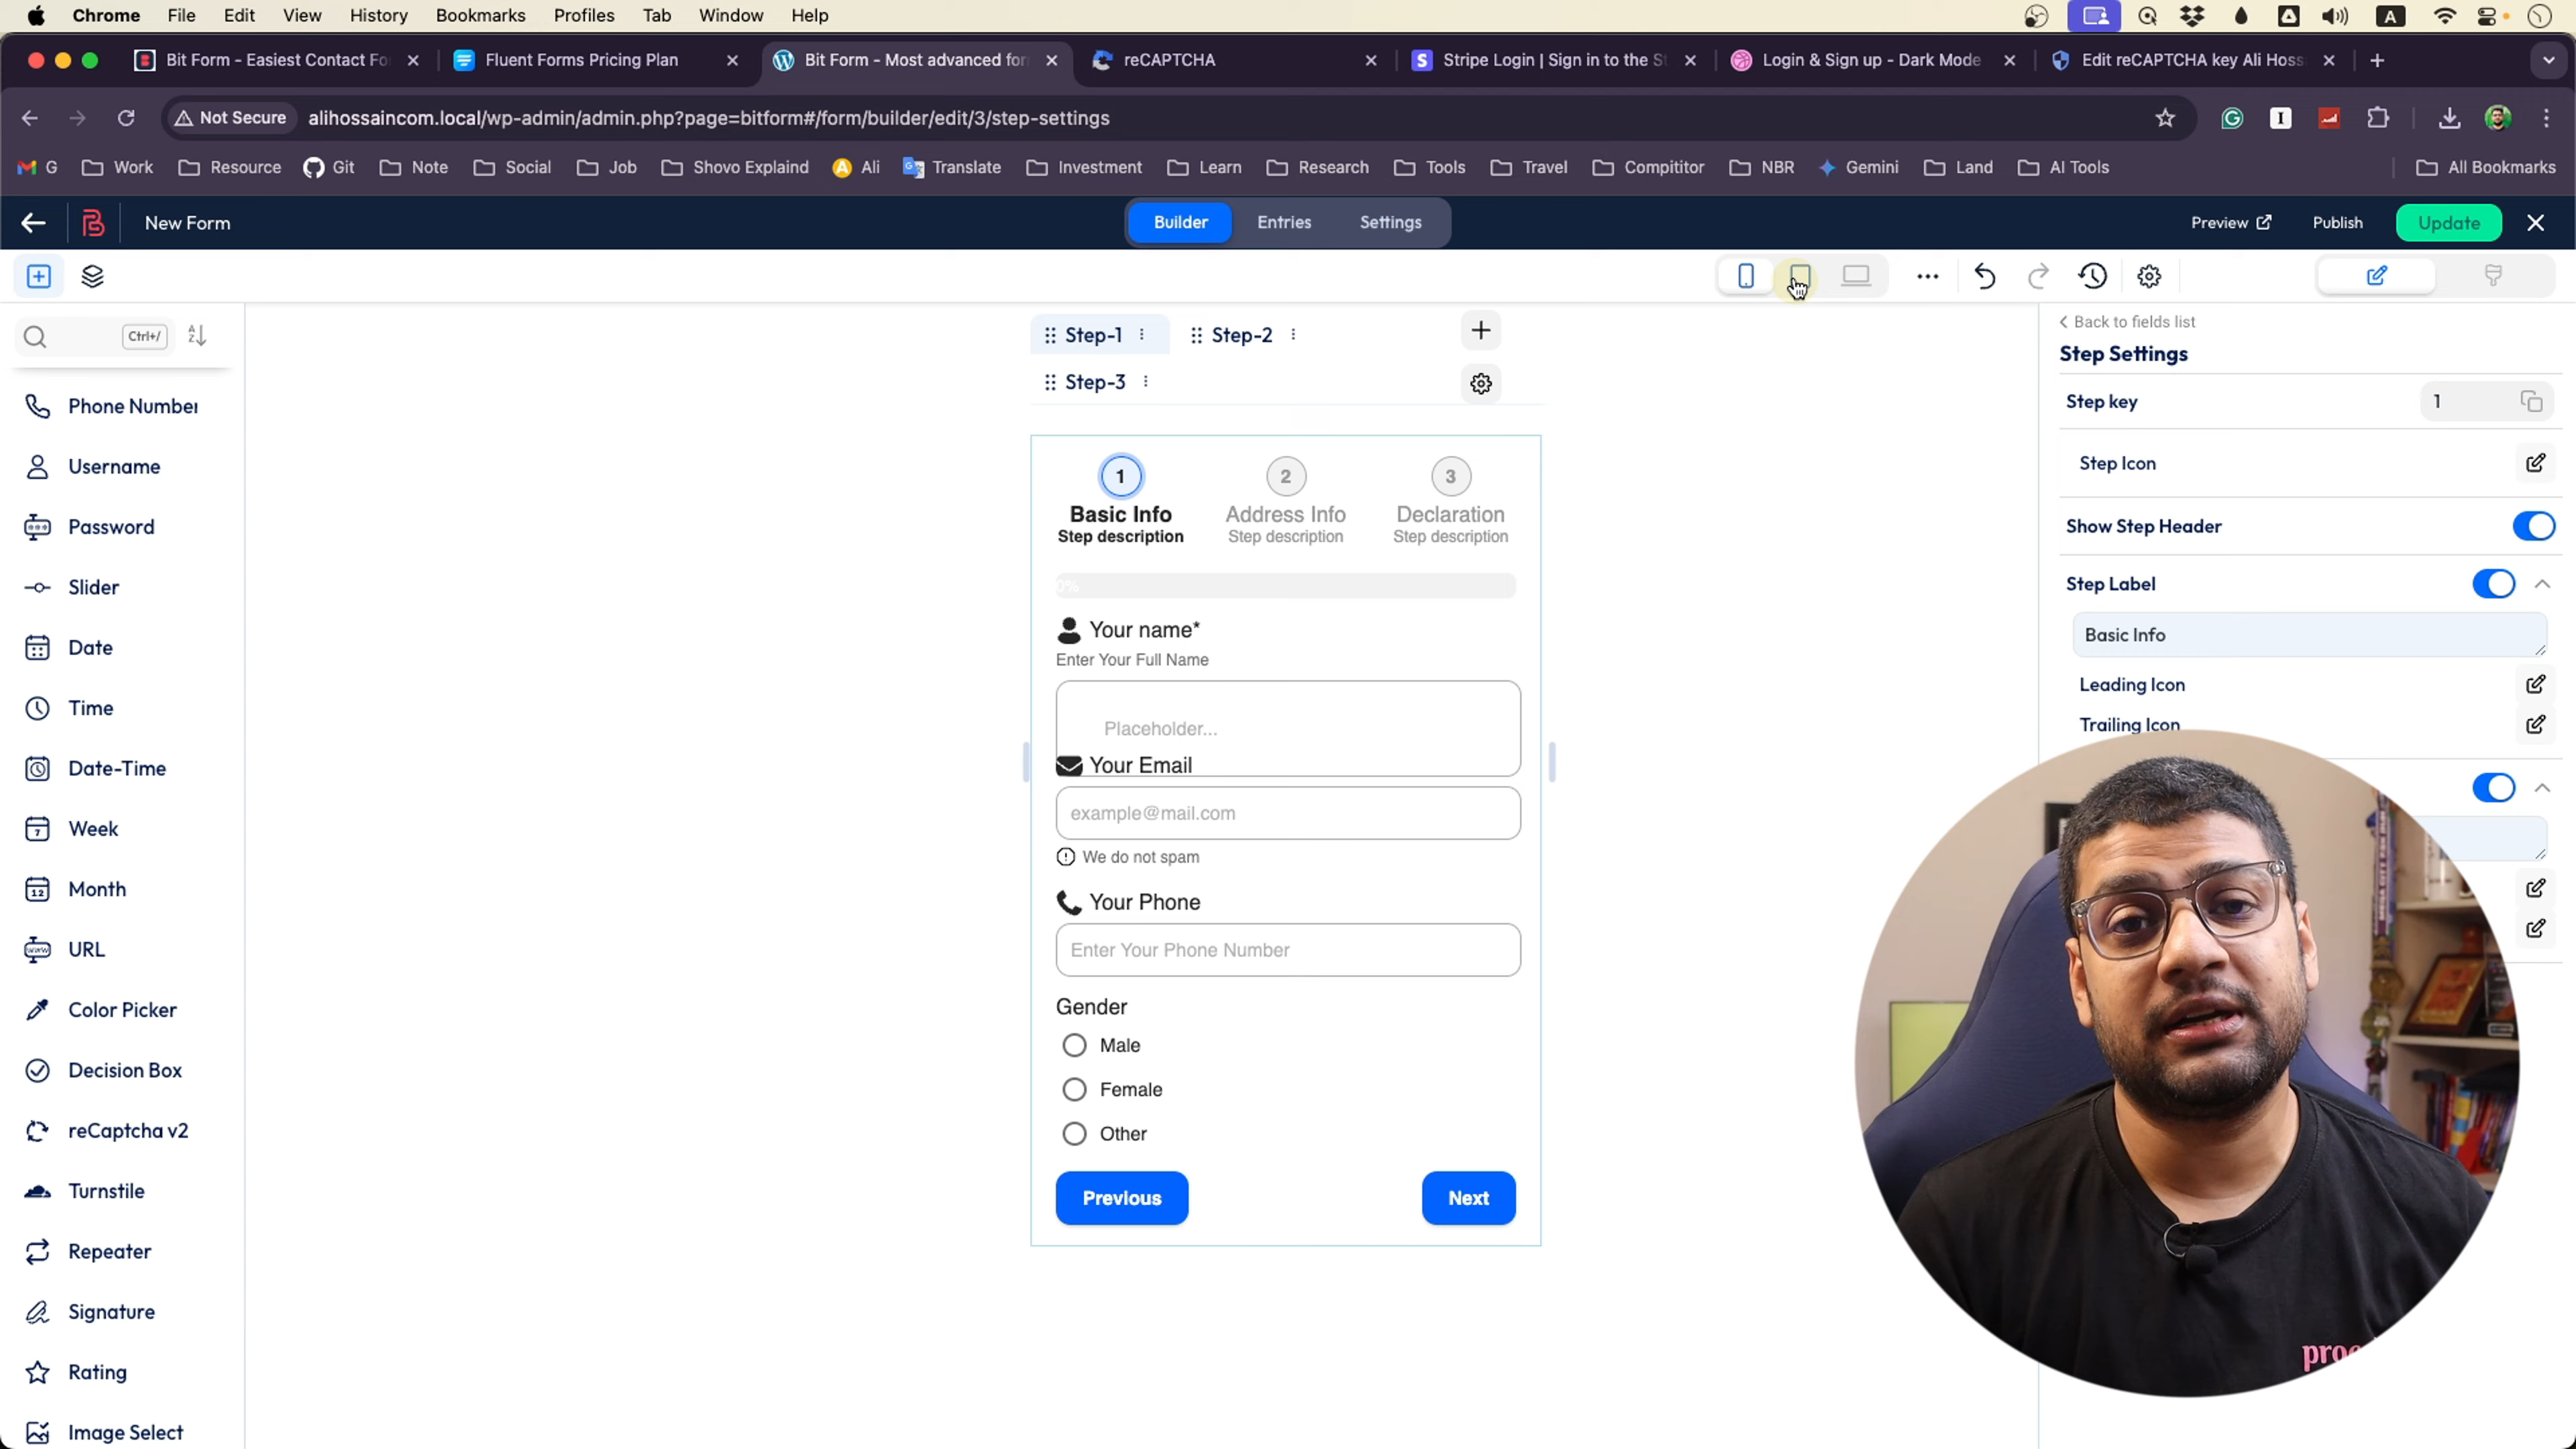 Chrome File Edit View History Bookmarks Profiles Tab Window Help
Bit Form - Easiest Contact Fo
Fluent Forms Pricing Plan
Bit Form - Most advanced for
reCAPTCHA
Stripe Login | Sign in to the S
Login & Sign up - Dark Mode
Edit reCAPTCHA key Ali Hoss
Not Secure
alihossaincom.local/wp-admin/admin.php?page=bitform#/form/builder/edit/3/step-settings
G Work Resource Git Note Social Job Shovo Explaind Ali Translate Investment Learn Research Tools Travel Compititor NBR Gemini Land AI Tools All Bookmarks
New Form
Builder Entries Settings
Preview Publish Update
Ctrl+/
Phone Number
Username
Password
Slider
Date
Time
Date-Time
Week
Month
URL
Color Picker
Decision Box
reCaptcha v2
Turnstile
Repeater
Signature
Rating
Image Select
Step-1 Step-2
Step-3
1 2 3
Basic Info Address Info Declaration
Step description Step description Step description
0%
Your name*
Enter Your Full Name
Placeholder...
Your Email
example@mail.com
We do not spam
Your Phone
Enter Your Phone Number
Gender
Male
Female
Other
Previous Next
Back to fields list
Step Settings
Step key 1
Step Icon
Show Step Header
Step Label
Basic Info
Leading Icon
Trailing Icon